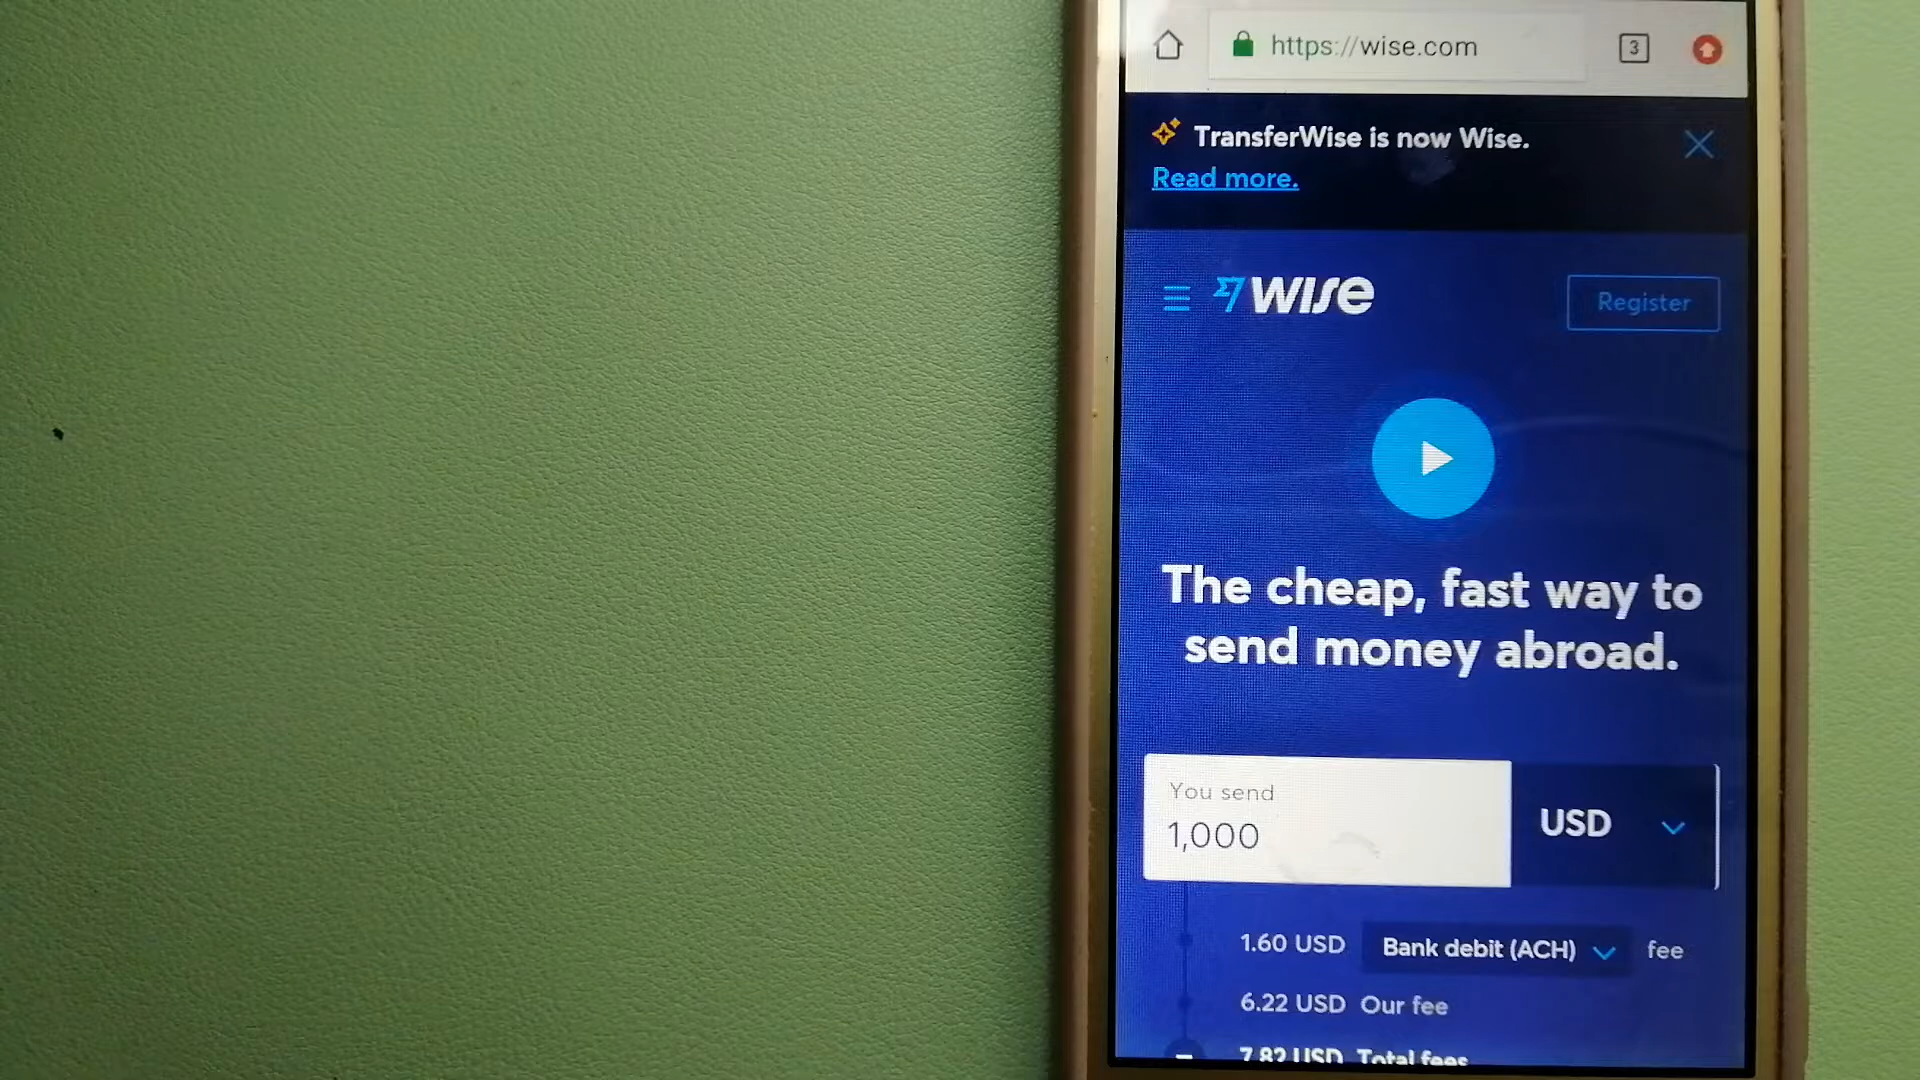 https://wise.com
3
TransferWise is now Wise.
Read more.
WISE
Register
The cheap, fast way to
send money abroad.
You send
1,000
USD
1.60 USD Bank debit (ACH) fee
6.22 USD Our fee
7.82 USD Total fees